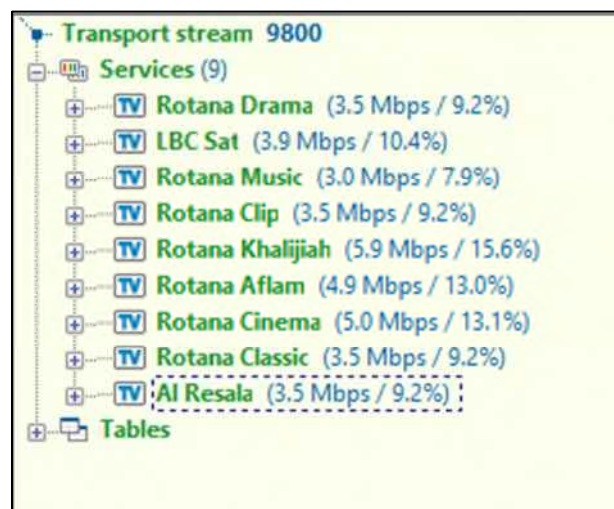 Transport stream 9800
Services (9)
TV Rotana Drama (3.5 Mbps / 9.2%)
TV LBC Sat (3.9 Mbps / 10.4%)
TV Rotana Music (3.0 Mbps / 7.9%)
TV Rotana Clip (3.5 Mbps / 9.2%)
TV Rotana Khalijiah (5.9 Mbps / 15.6%)
TV Rotana Aflam (4.9 Mbps / 13.0%)
TV Rotana Cinema (5.0 Mbps / 13.1%)
TV Rotana Classic (3.5 Mbps / 9.2%)
TV Al Resala (3.5 Mbps / 9.2%)
Tables